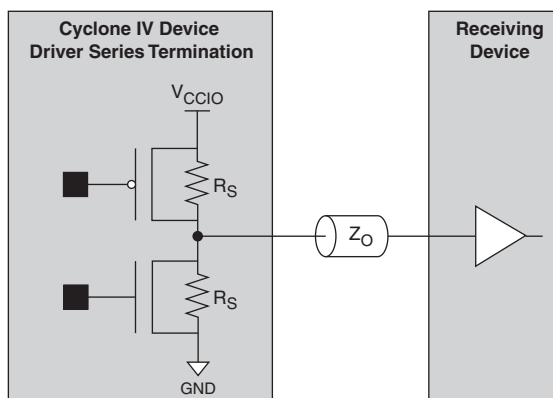 Cyclone IV Device
Driver Series Termination
Receiving
Device
VCCIO
RS
ZO
RS
GND